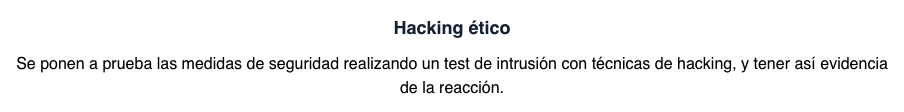 Hacking ético
Se ponen a prueba las medidas de seguridad realizando un test de intrusión con técnicas de hacking, y tener así evidencia
de la reacción.